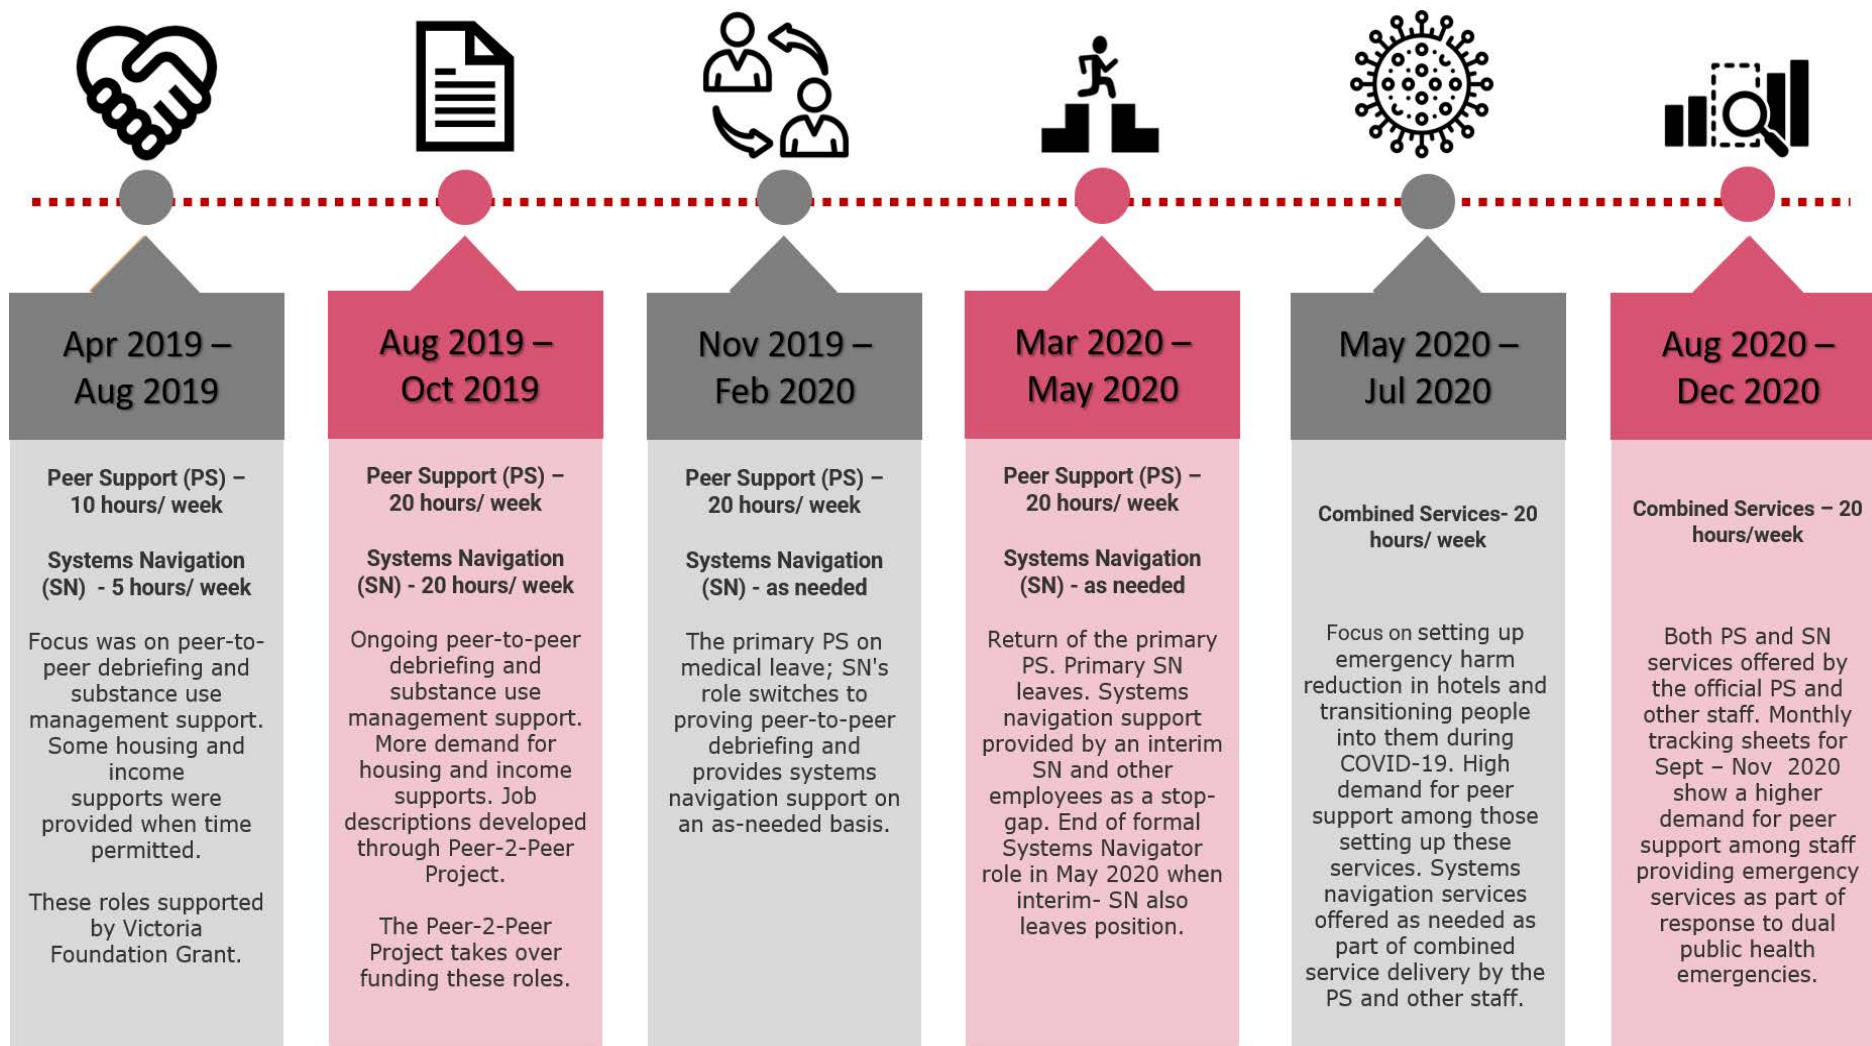 Apr 2019 –
Aug 2019
Peer Support (PS) –
10 hours/ week
Systems Navigation
(SN)  - 5 hours/ week
Focus was on peer-to-
peer debriefing and
substance use
management support.
Some housing and
income
supports were
provided when time
permitted.
These roles supported
by Victoria
Foundation Grant.
Aug 2019 –
Oct 2019
Peer Support (PS) –
20 hours/ week
Systems Navigation
(SN) - 20 hours/ week
Ongoing peer-to-peer
debriefing and
substance use
management support.
More demand for
housing and income
supports. Job
descriptions developed
through Peer-2-Peer
Project.
The Peer-2-Peer
Project takes over
funding these roles.
Nov 2019 –
Feb 2020
Peer Support (PS) –
20 hours/ week
Systems Navigation
(SN) - as needed
The primary PS on
medical leave; SN's
role switches to
proving peer-to-peer
debriefing and
provides systems
navigation support on
an as-needed basis.
Mar 2020 –
May 2020
Peer Support (PS) –
20 hours/ week
Systems Navigation
(SN) - as needed
Return of the primary
PS. Primary SN
leaves. Systems
navigation support
provided by an interim
SN and other
employees as a stop-
gap. End of formal
Systems Navigator
role in May 2020 when
interim- SN also
leaves position.
May 2020 –
Jul 2020
Combined Services- 20
hours/ week
Focus on setting up
emergency harm
reduction in hotels and
transitioning people
into them during
COVID-19. High
demand for peer
support among those
setting up these
services. Systems
navigation services
offered as needed as
part of combined
service delivery by the
PS and other staff.
Aug 2020 –
Dec 2020
Combined Services – 20
hours/week
Both PS and SN
services offered by
the official PS and
other staff. Monthly
tracking sheets for
Sept – Nov  2020
show a higher
demand for peer
support among staff
providing emergency
services as part of
response to dual
public health
emergencies.